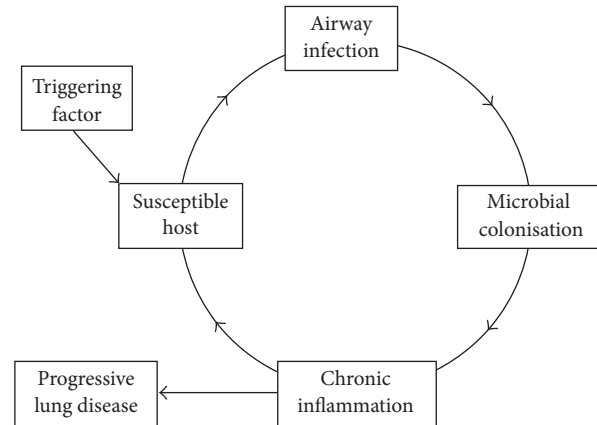 Airway
infection
Triggering
factor
Susceptible
host
Microbial
colonisation
Progressive
lung disease
Chronic
inflammation